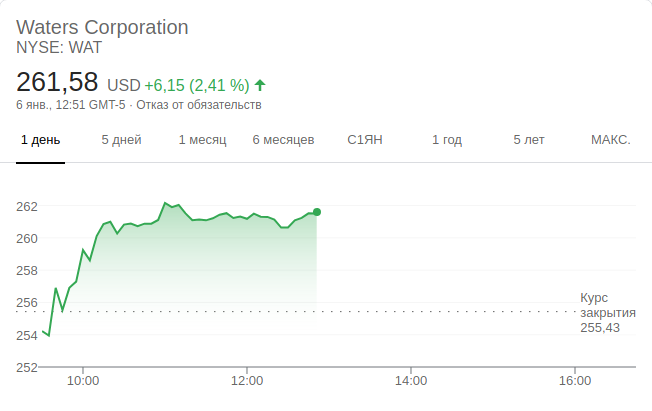 Waters Corporation
NYSE: WAT
261,58 USD +6,15 (2,41 %)
6 янв., 12:51 GMT-5 · Отказ от обязательств
1 день 5 дней 1 месяц 6 месяцев С1ЯН 1 год 5 лет МАКС.
262
260
258
256
254
252
Курс
закрытия
255,43
10:00 12:00 14:00 16:00